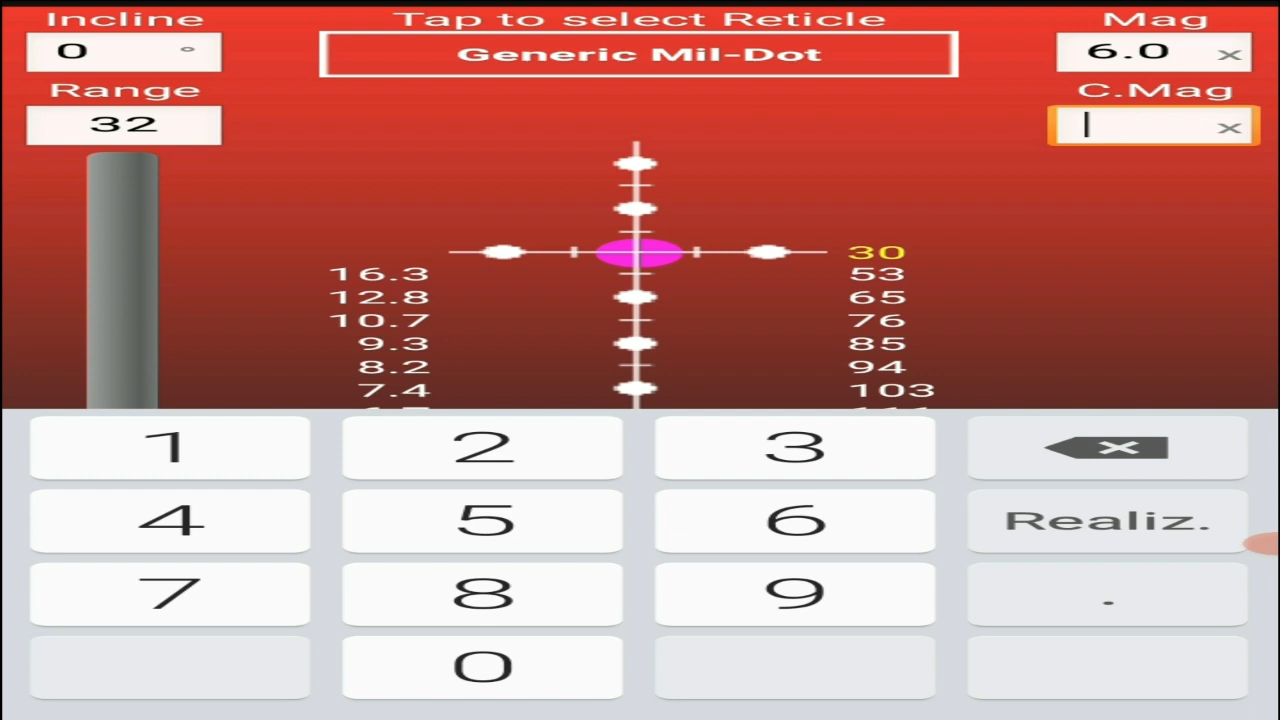 Incline Tap to select Reticle Mag
0 ° Generic Mil-Dot 6.0 x
Range C.Mag
32 x
30
16.3 53
12.8 65
10.7 76
9.3 85
8.2 94
7.4 103
1 2 3
4 5 6 Realiz.
7 8 9 .
0